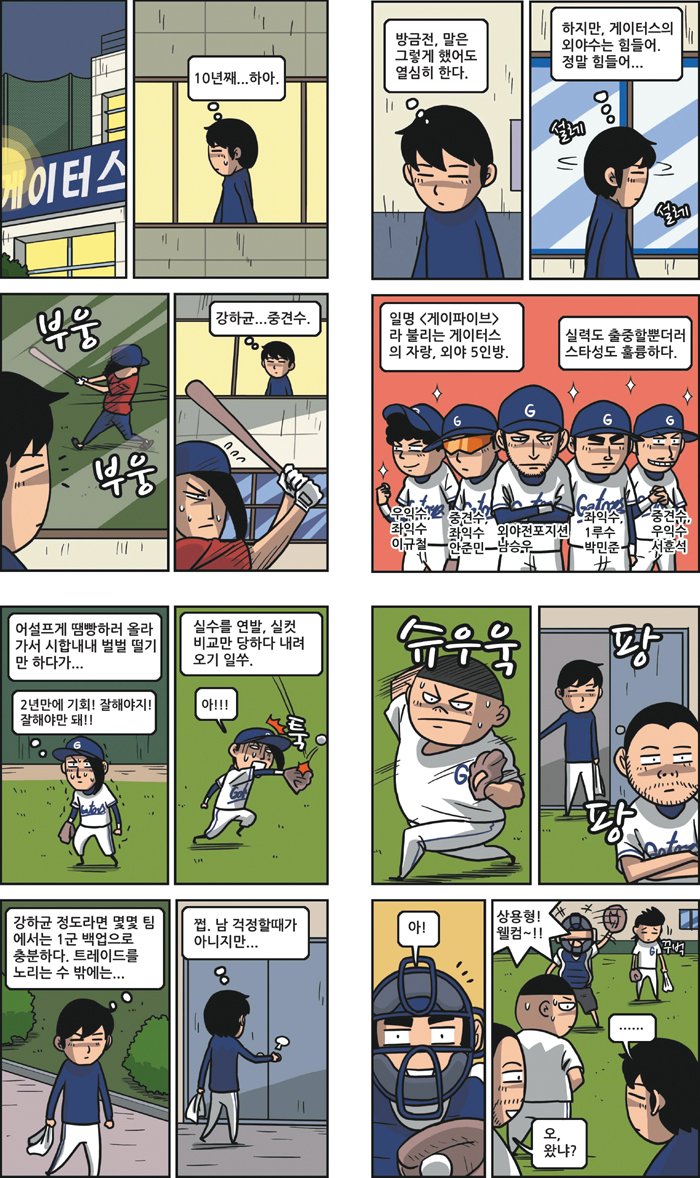 게이터스
10년째...하아.
부웅
부웅
강하균...중견수.
방금전, 말은
그렇게 했어도
열심히 한다.
하지만, 게이터스의
외야수는 힘들어.
정말 힘들어...
설레
설레
일명 <게이파이브>
라 불리는 게이터스
의 자랑, 외야 5인방.
실력도 출중할뿐더러
스타성도 훌륭하다.
G
G
G
G
Gators
우익수,
좌익수
이규철
중견수,
좌익수
안준민
외야전포지션
남승우
좌익수,
1루수
박민준
중견수,
우익수
서훈석
어설프게 땜빵하러 올라
가서 시합내내 벌벌 떨기
만 하다가...
2년만에 기회! 잘해야지!
잘해야만 돼!!
Gators
실수를 연발, 실컷
비교만 당하다 내려
오기 일쑤.
아!!!
툭
강하균 정도라면 몇몇 팀
에서는 1군 백업으로
충분하다. 트레이드를
노리는 수 밖에는...
쩝. 남 걱정할때가
아니지만...
슈우욱
G
팡
팡
Gators
아!
상용형!
웰컴~!!
G
꾸벅
......
오,
왔냐?